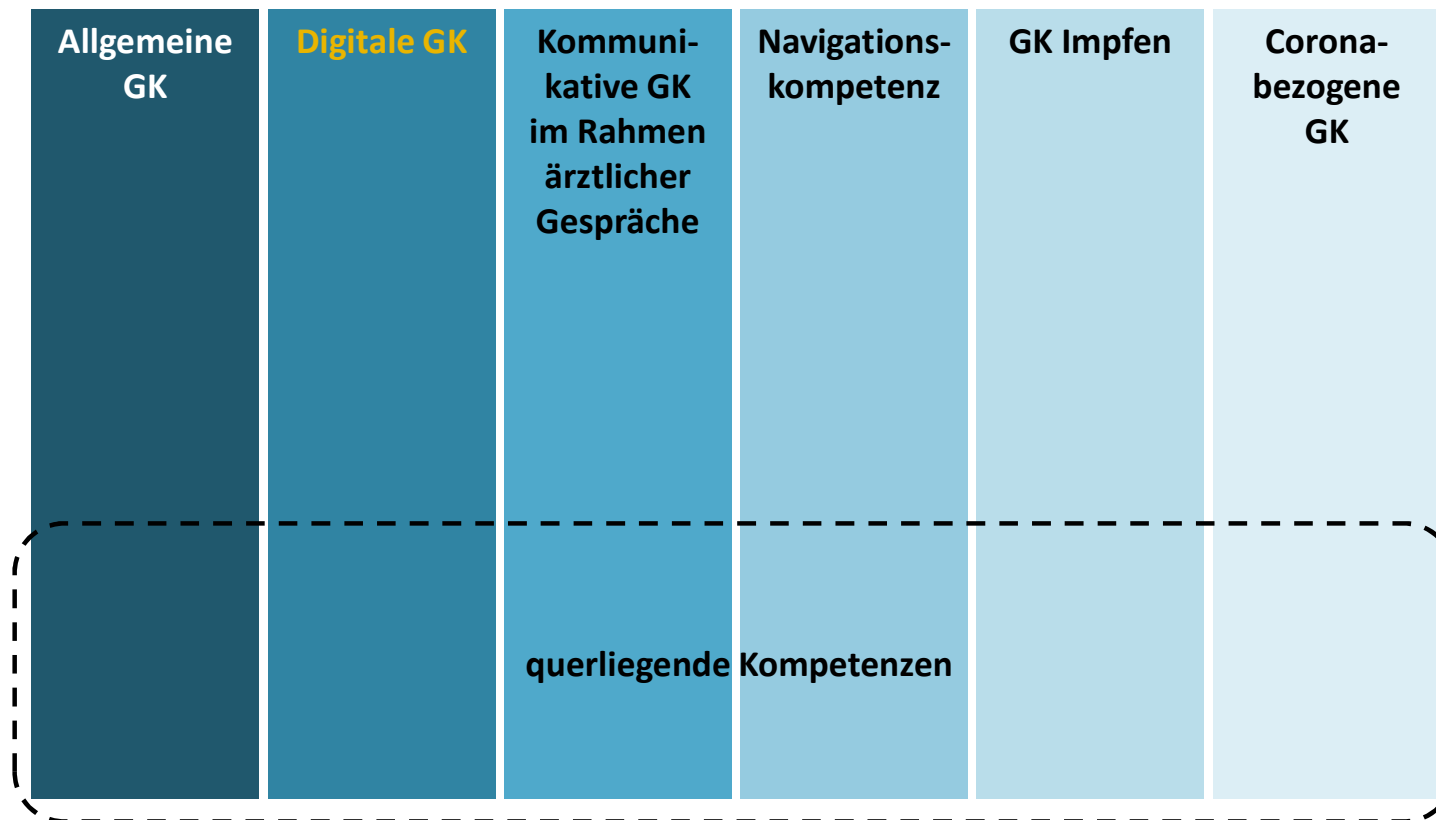 Allgemeine
GK
Digitale GK
Kommuni-
kative GK
im Rahmen
ärztlicher
Gespräche
Navigations-
kompetenz
GK Impfen
Corona-
bezogene
GK
querliegende Kompetenzen